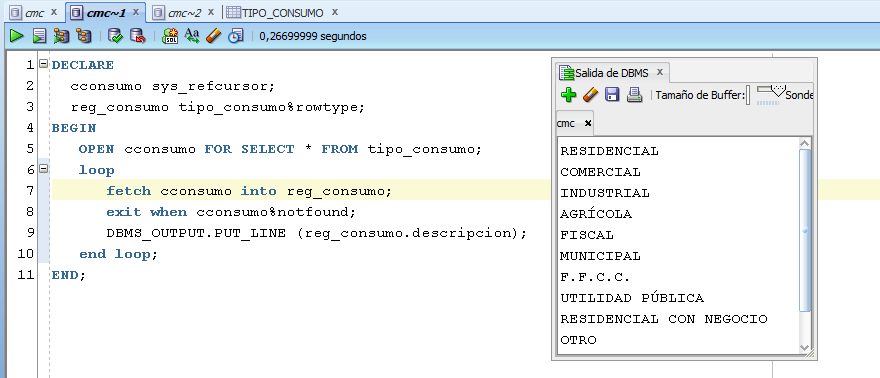 cmc x cmc~1 x cmc~2 x TIPO_CONSUMO x
0,26699999 segundos
1 DECLARE
2 cconsumo sys_refcursor;
3 reg_consumo tipo_consumo%rowtype;
4 BEGIN
5 OPEN cconsumo FOR SELECT * FROM tipo_consumo;
6 loop
7 fetch cconsumo into reg_consumo;
8 exit when cconsumo%notfound;
9 DBMS_OUTPUT.PUT_LINE (reg_consumo.descripcion);
10 end loop;
11 END;
Salida de DBMS x
Tamaño de Buffer: Sonde
cmc x
RESIDENCIAL
COMERCIAL
INDUSTRIAL
AGRÍCOLA
FISCAL
MUNICIPAL
F.F.C.C.
UTILIDAD PÚBLICA
RESIDENCIAL CON NEGOCIO
OTRO